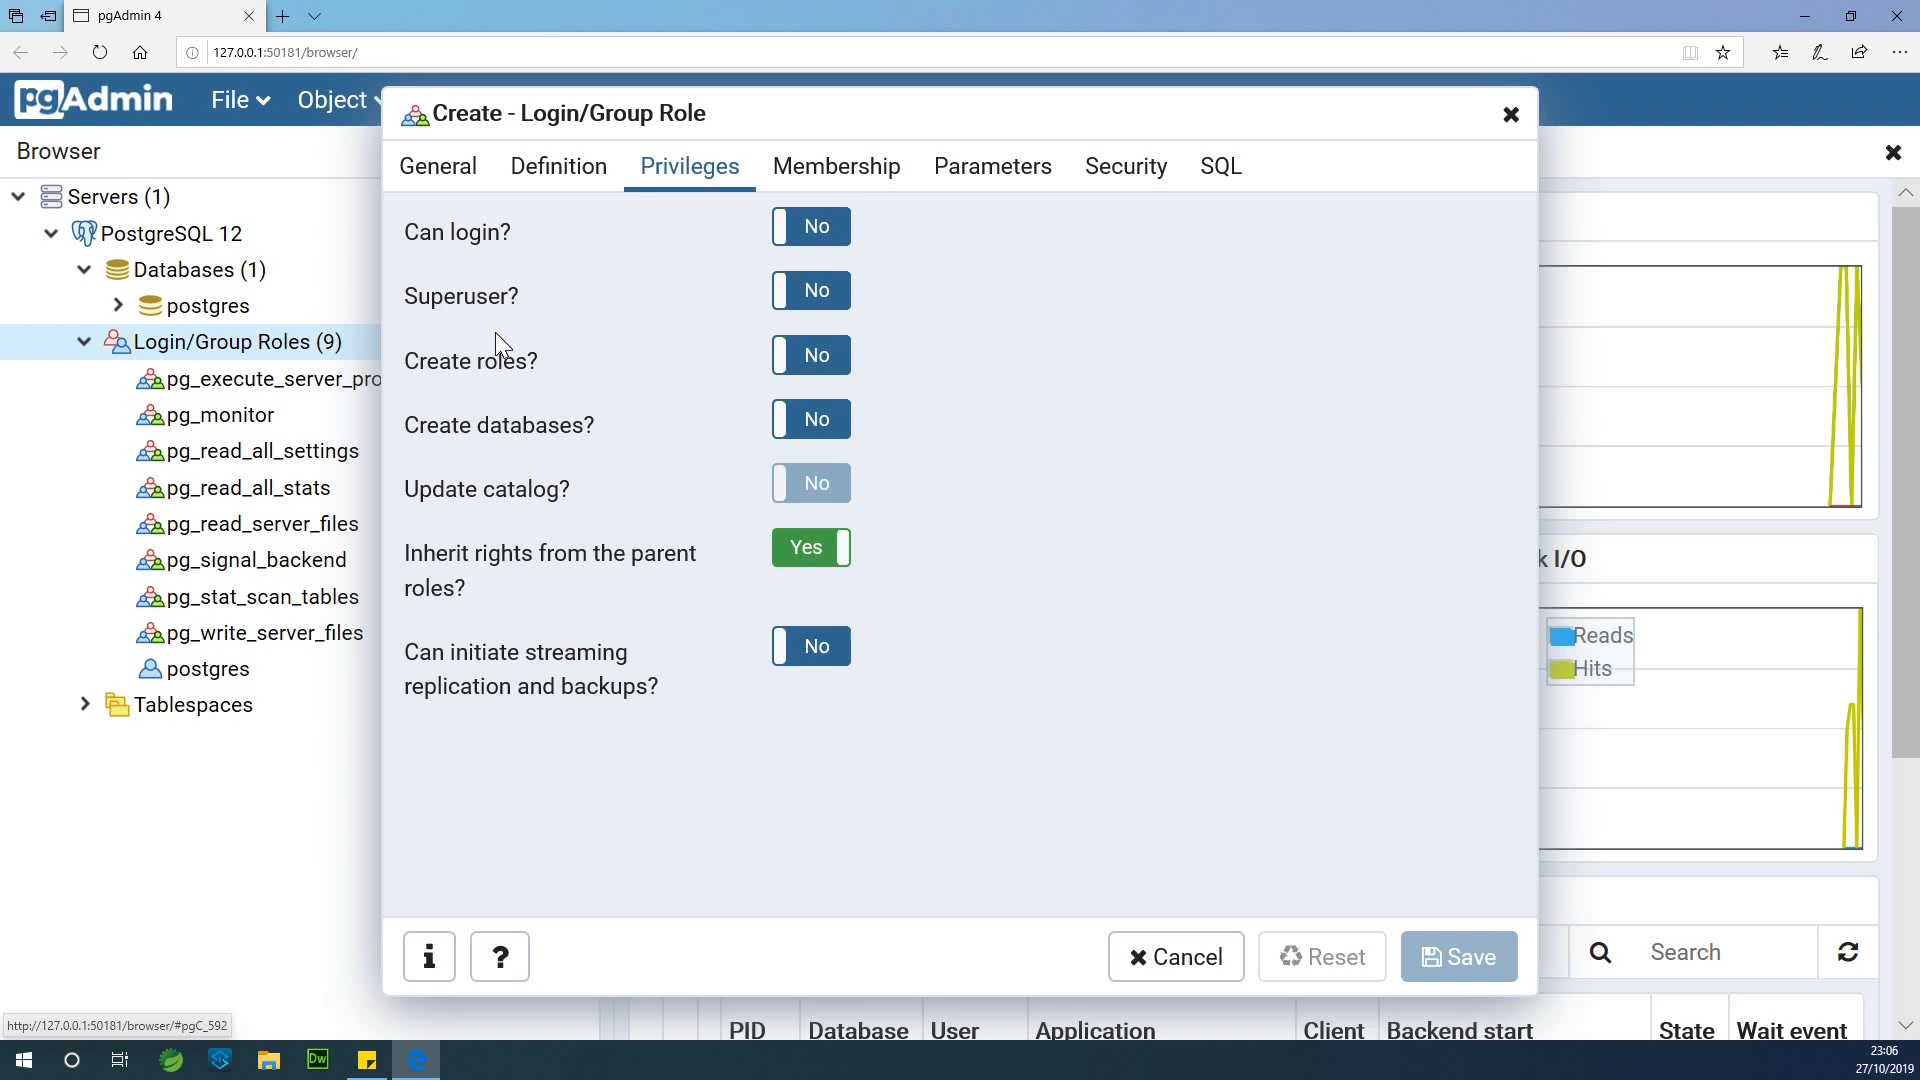 pgAdmin 4
127.0.0.1:50181/browser/
pgAdmin
File
Object
Browser
Servers (1)
PostgreSQL 12
Databases (1)
postgres
Login/Group Roles (9)
pg_execute_server_pro
pg_monitor
pg_read_all_settings
pg_read_all_stats
pg_read_server_files
pg_signal_backend
pg_stat_scan_tables
pg_write_server_files
postgres
Tablespaces
Create - Login/Group Role
General Definition Privileges Membership Parameters Security SQL
Can login? No
Superuser? No
Create roles? No
Create databases? No
Update catalog? No
Inherit rights from the parent Yes
roles?
Can initiate streaming No
replication and backups?
i ? Cancel Reset Save
k I/O
Reads
Hits
Search
PID Database User Application Client Backend start State Wait event
http://127.0.0.1:50181/browser/#pgC_592
Dw
23:06
27/10/2019